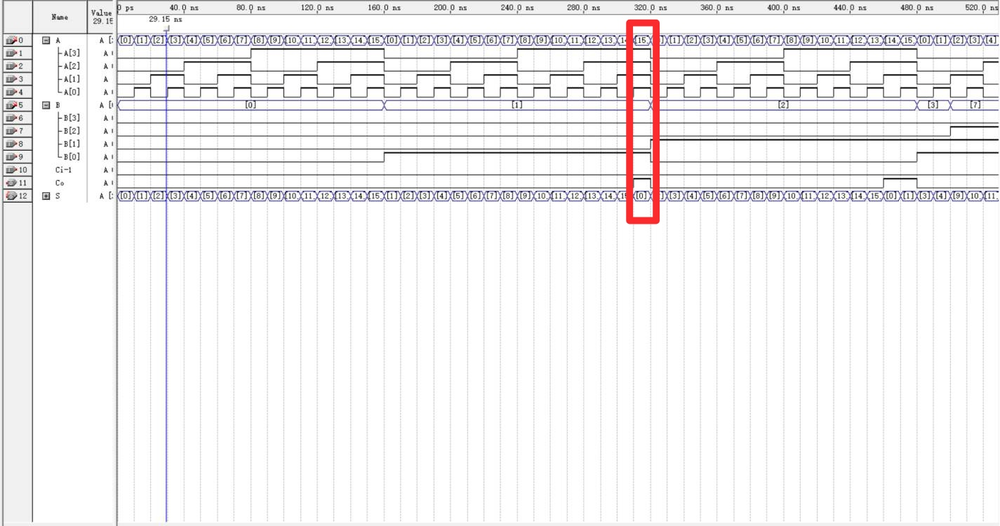 Name Value 29.15 0 ps 40.0 ns 80.0 ns 120.0 ns 160.0 ns 200.0 ns 240.0 ns 280.0 ns 320.0 ns 360.0 ns 400.0 ns 440.0 ns 480.0 ns 520.0 ns
29.15 ns
0 A A [ [0] [1] [2] [3] [4] [5] [6] [7] [8] [9] [10 [11 [12 [13 [14 [15 [0] [1] [2] [3] [4] [5] [6] [7] [8] [9] [10 [11 [12 [13 [14 [15 [1] [2] [3] [4] [5] [6] [7] [8] [9] [10 [11 [12 [13 [14 [15 [0] [1] [2] [3] [4]
1 A[3] A
2 A[2] A
3 A[1] A
4 A[0] A
5 B A [ [0] [1] [2] [3] [7]
6 B[3] A
7 B[2] A
8 B[1] A
9 B[0] A
10 Ci-1 A
11 Co A
12 S A [ [0] [1] [2] [3] [4] [5] [6] [7] [8] [9] [10 [11 [12 [13 [14 [15 [1] [2] [3] [4] [5] [6] [7] [8] [9] [10 [11 [12 [13 [14 [15 [0] [3] [4] [5] [6] [7] [8] [9] [10 [11 [12 [13 [14 [15 [0] [1] [3] [4] [9] [10 [11